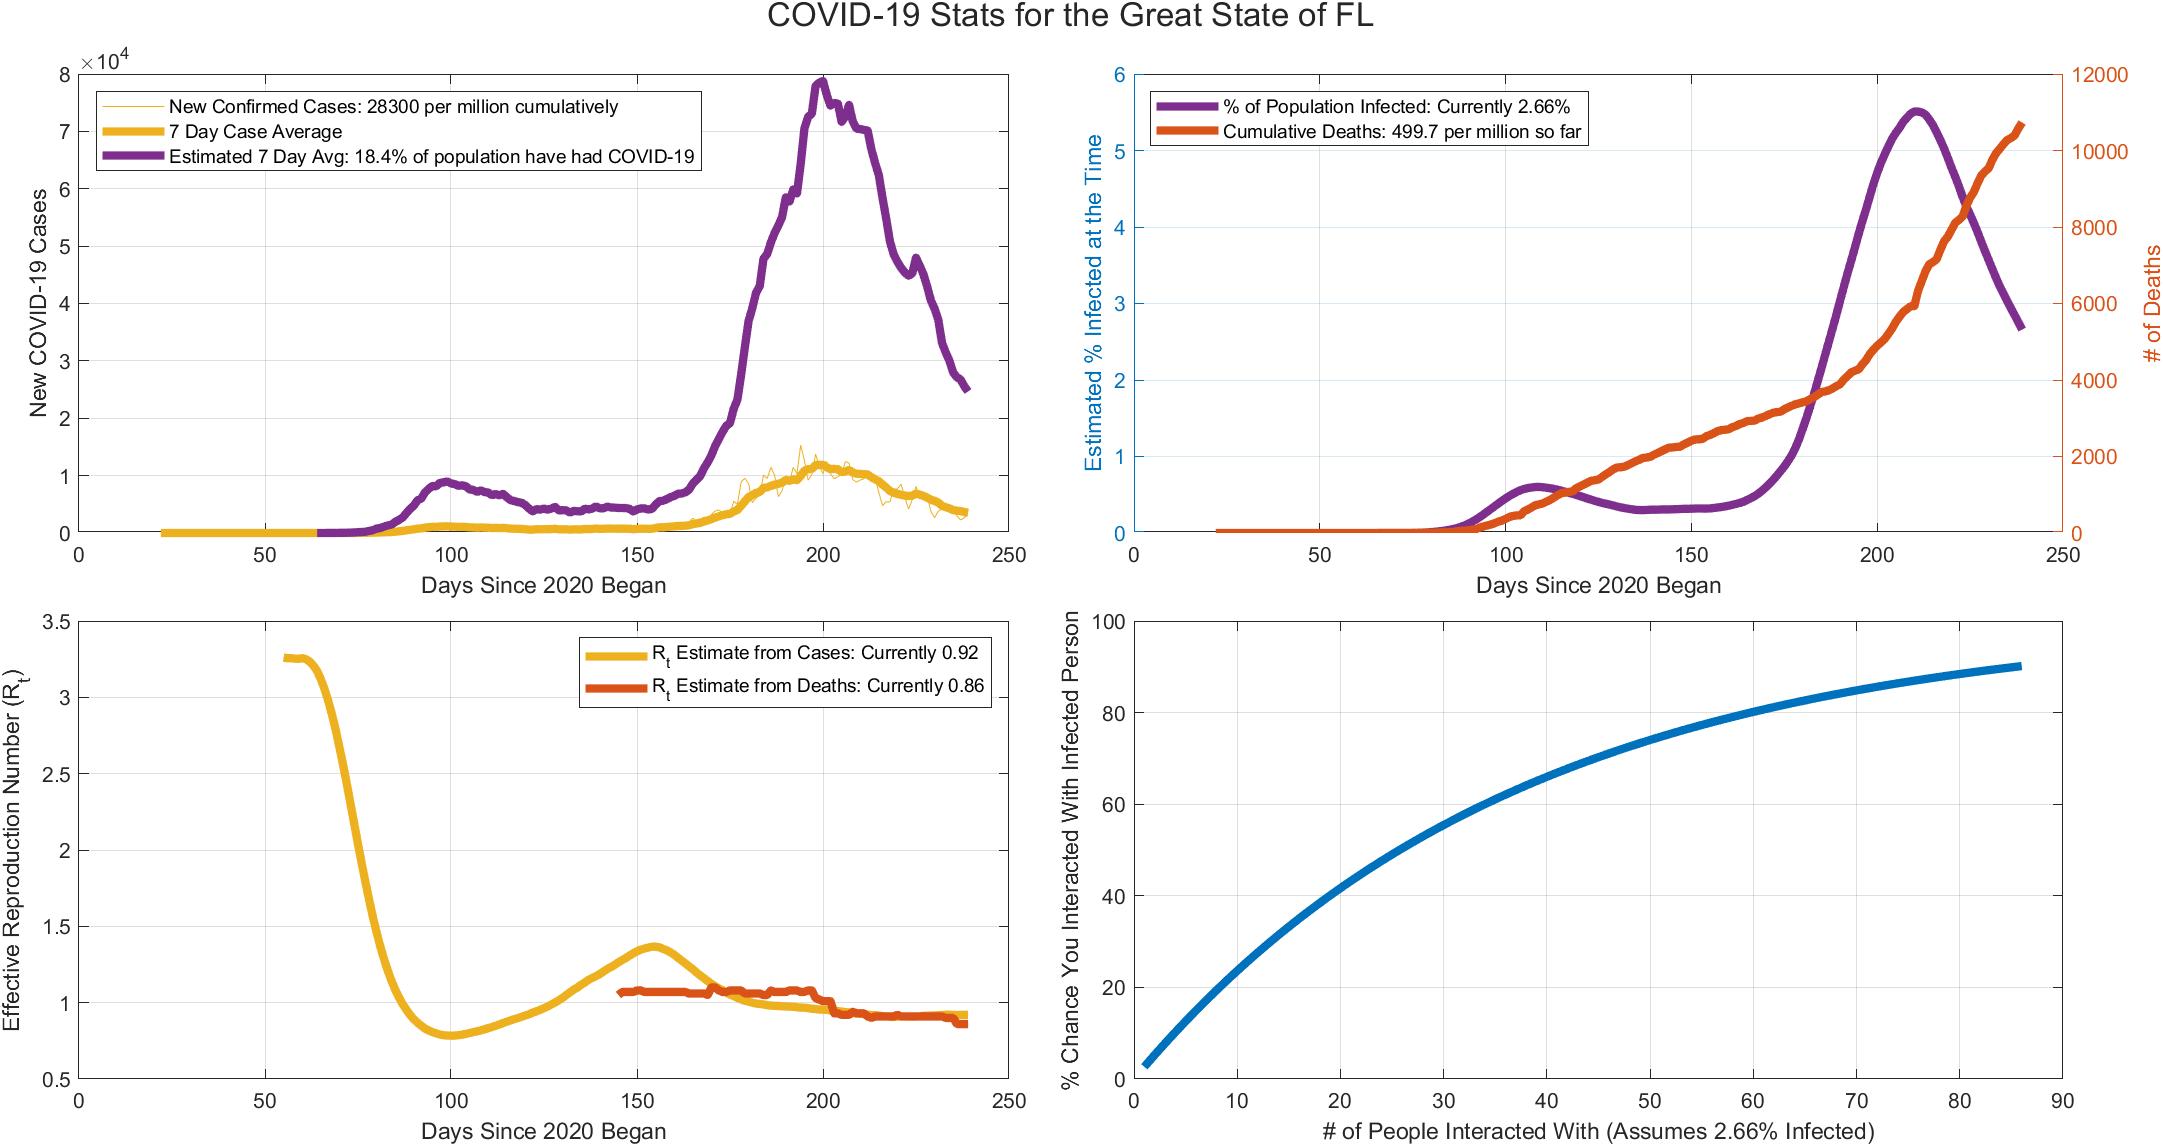 COVID-19 Stats for the Great State of FL
×10⁴
8
7
6
5
4
3
2
1
0
New COVID-19 Cases
New Confirmed Cases: 28300 per million cumulatively
7 Day Case Average
Estimated 7 Day Avg: 18.4% of population have had COVID-19
0 50 100 150 200 250
Days Since 2020 Began
6
5
4
3
2
1
0
Estimated % Infected at the Time
% of Population Infected: Currently 2.66%
Cumulative Deaths: 499.7 per million so far
12000
10000
8000
6000
4000
2000
0
# of Deaths
0 50 100 150 200 250
Days Since 2020 Began
3.5
3
2.5
2
1.5
1
0.5
Effective Reproduction Number (Rt)
Rt Estimate from Cases: Currently 0.92
Rt Estimate from Deaths: Currently 0.86
0 50 100 150 200 250
Days Since 2020 Began
100
80
60
40
20
0
% Chance You Interacted With Infected Person
0 10 20 30 40 50 60 70 80 90
# of People Interacted With (Assumes 2.66% Infected)